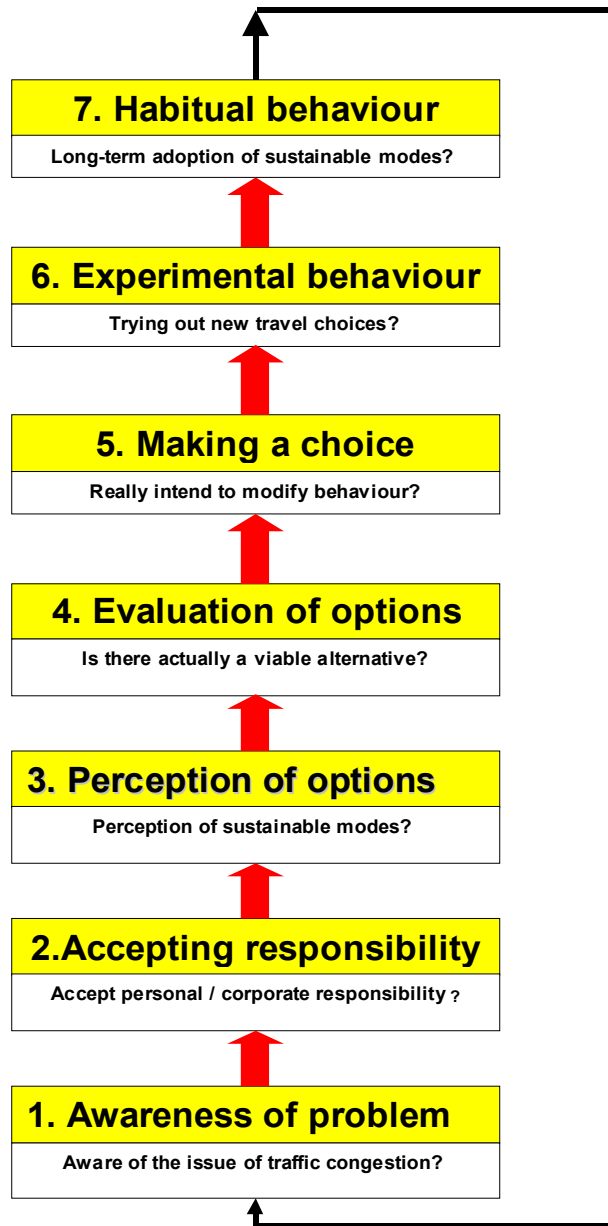 7. Habitual behaviour
Long-term adoption of sustainable modes?
6. Experimental behaviour
Trying out new travel choices?
5. Making a choice
Really intend to modify behaviour?
4. Evaluation of options
Is there actually a viable alternative?
3. Perception of options
Perception of sustainable modes?
2.Accepting responsibility
Accept personal / corporate responsibility ?
1. Awareness of problem
Aware of the issue of traffic congestion?